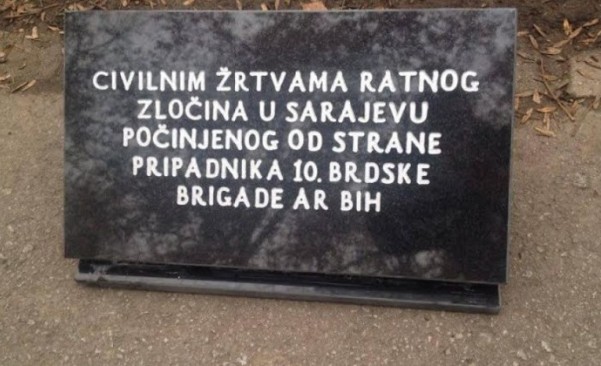 CIVILNIM ŽRTVAMA RATNOG
ZLOČINA U SARAJEVU
POČINJENOG OD STRANE
PRIPADNIKA 10. BRDSKE
BRIGADE AR BIH